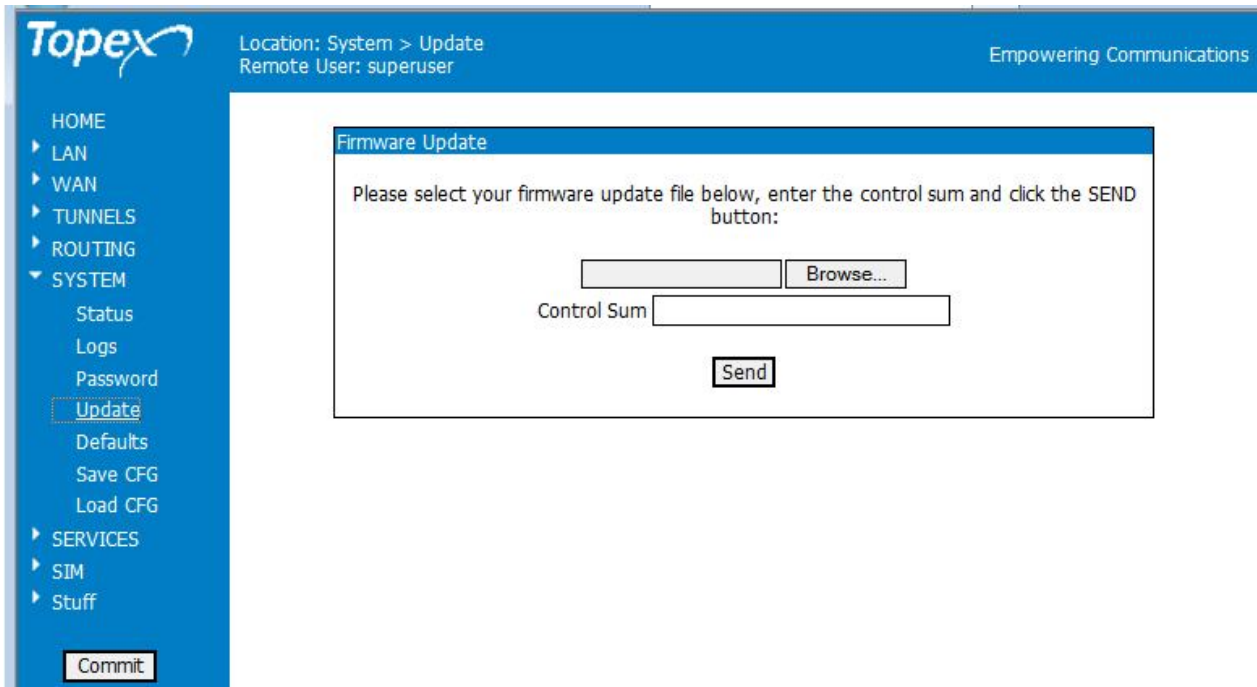 Topex
Location: System > Update
Remote User: superuser
Empowering Communications
HOME
LAN
WAN
TUNNELS
ROUTING
SYSTEM
Status
Logs
Password
Update
Defaults
Save CFG
Load CFG
SERVICES
SIM
Stuff
Commit
Firmware Update
Please select your firmware update file below, enter the control sum and click the SEND
button:
Browse...
Control Sum
Send